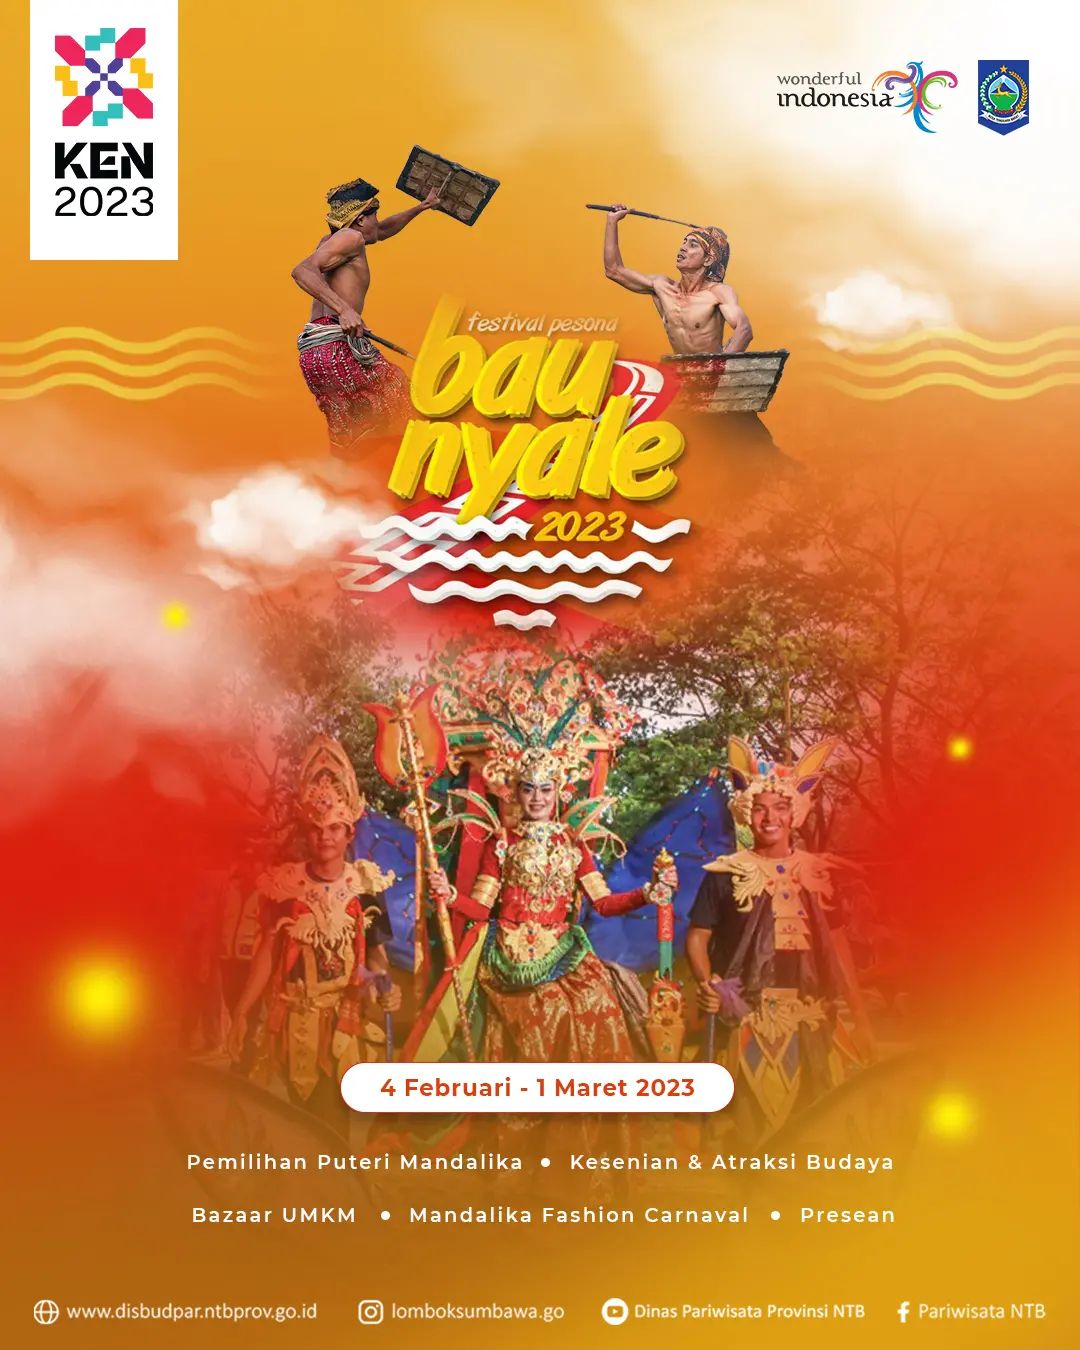 KEN
2023
wonderful
indonesia
festival pesona
bau
nyale
2023
4 Februari - 1 Maret 2023
Pemilihan Puteri Mandalika • Kesenian & Atraksi Budaya
Bazaar UMKM • Mandalika Fashion Carnaval • Presean
www.disbudpar.ntbprov.go.id
lomboksumbawa.go
Dinas Pariwisata Provinsi NTB
Pariwisata NTB